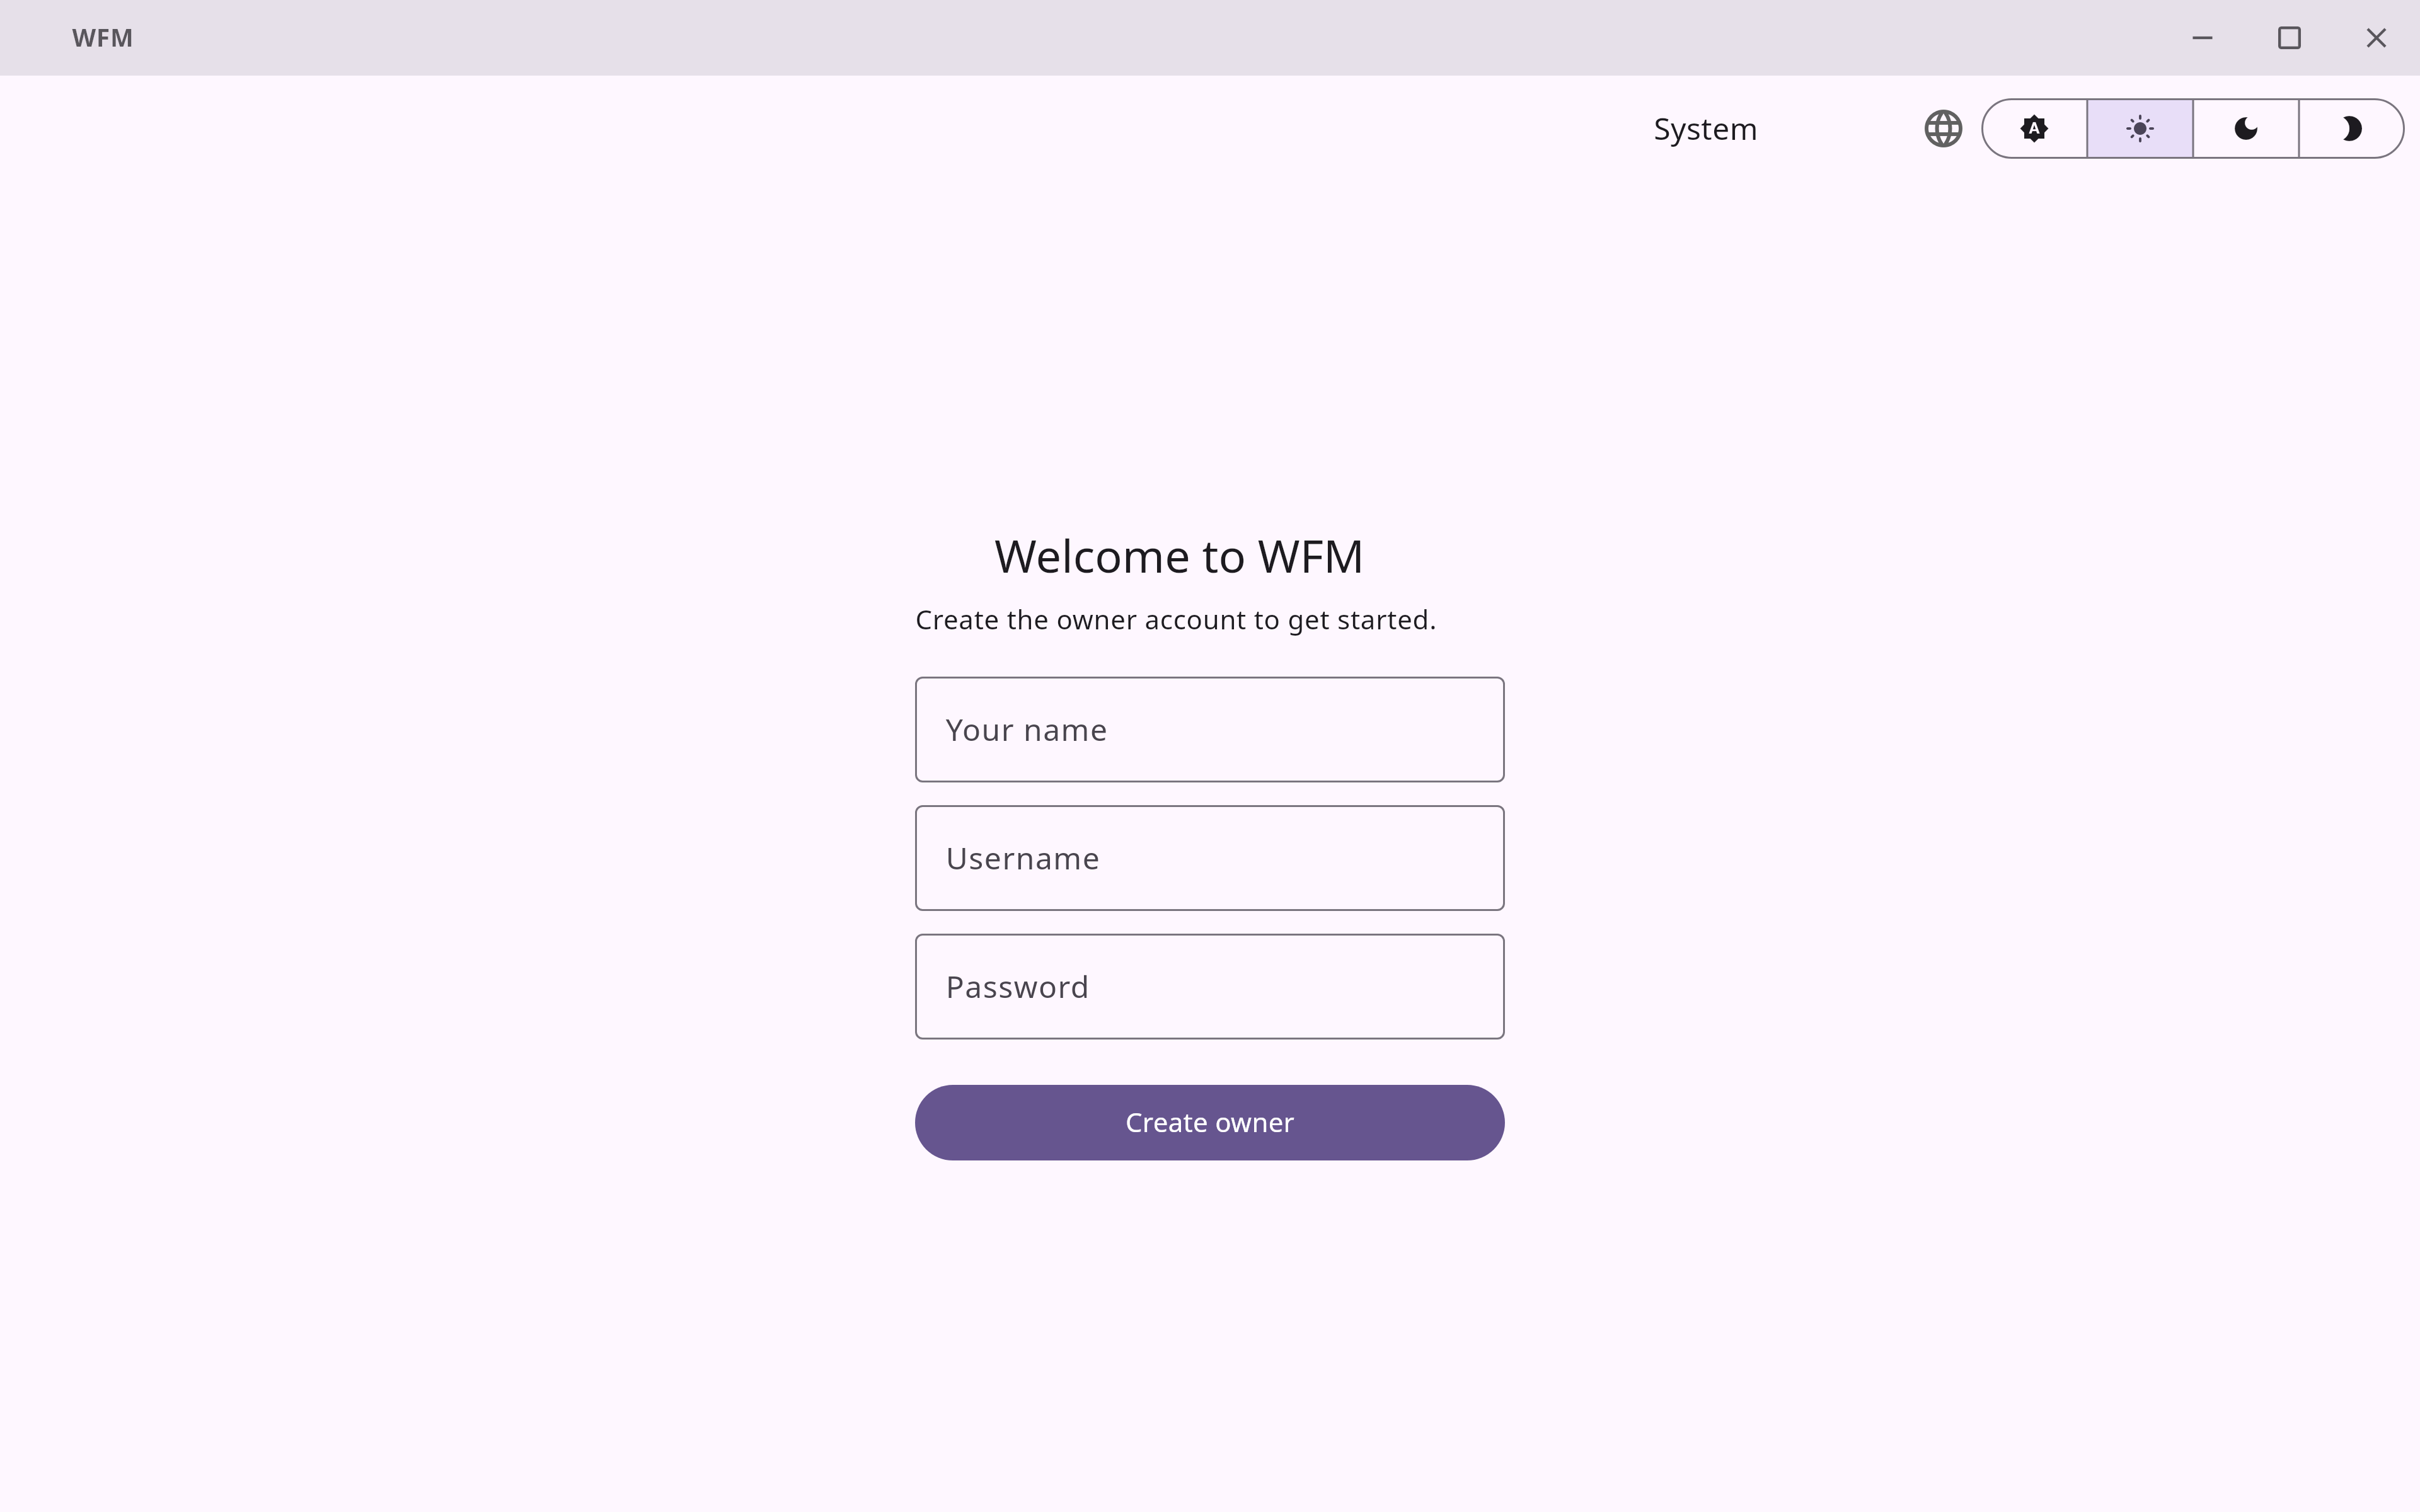 WFM
System
A
Welcome to WFM
Create the owner account to get started.
Your name
Username
Password
Create owner